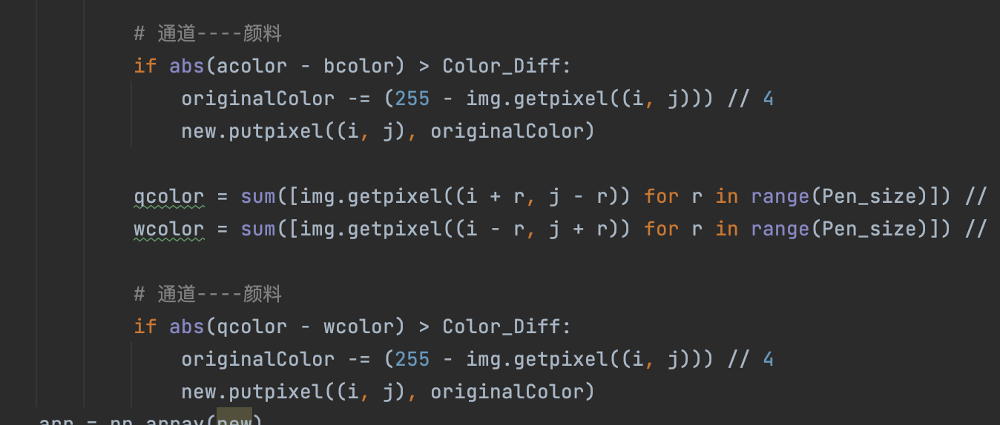 # 通道----颜料
if abs(acolor - bcolor) > Color_Diff:
originalColor -= (255 - img.getpixel((i, j))) // 4
new.putpixel((i, j), originalColor)
qcolor = sum([img.getpixel((i + r, j - r)) for r in range(Pen_size)]) //
wcolor = sum([img.getpixel((i - r, j + r)) for r in range(Pen_size)]) //
# 通道----颜料
if abs(qcolor - wcolor) > Color_Diff:
originalColor -= (255 - img.getpixel((i, j))) // 4
new.putpixel((i, j), originalColor)
arr = np.array(new)